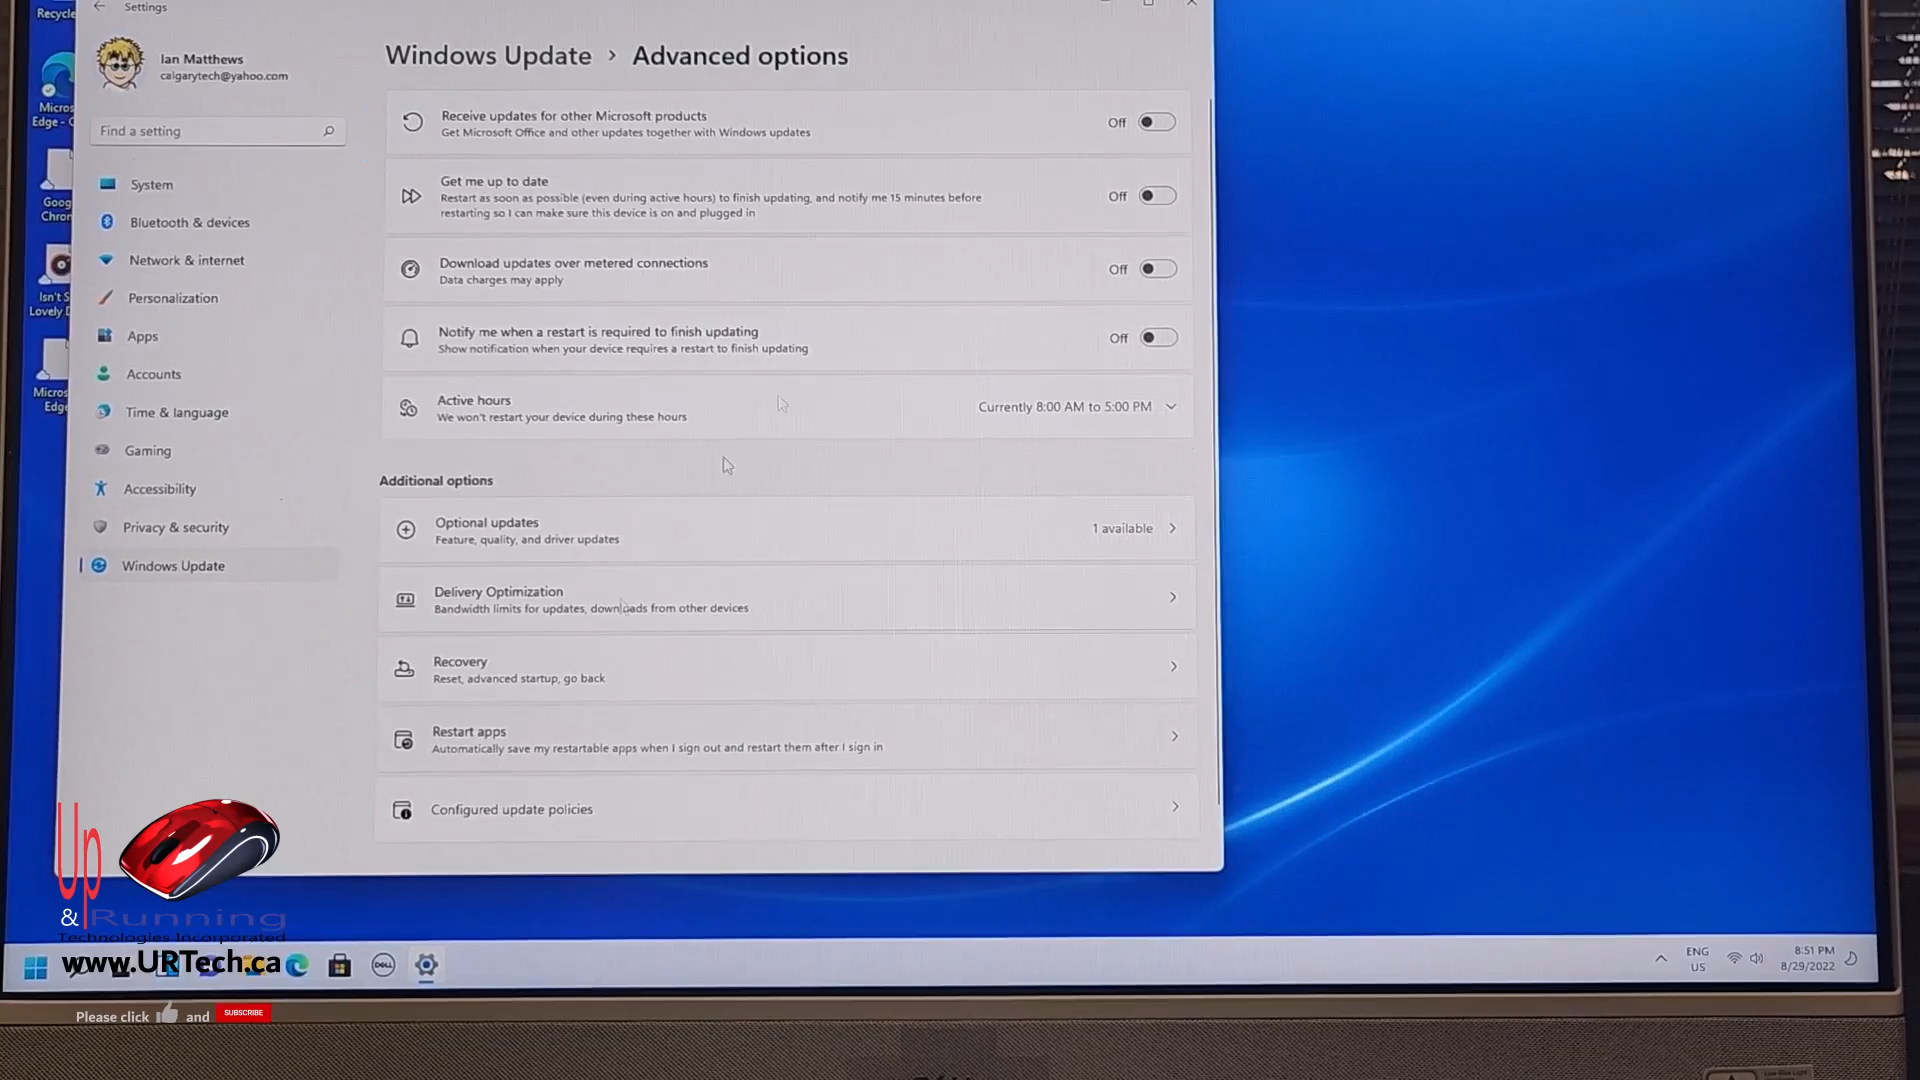 Recycle
Settings
Ian Matthews
calgarytech@yahoo.com
Find a setting
System
Bluetooth & devices
Network & internet
Personalization
Apps
Accounts
Time & language
Gaming
Accessibility
Privacy & security
Windows Update
Micros
Edge - C
Goog
Chron
Isn't S
Lovely D
Micros
Edge
Windows Update > Advanced options
Receive updates for other Microsoft products
Get Microsoft Office and other updates together with Windows updates
Off
Get me up to date
Restart as soon as possible (even during active hours) to finish updating, and notify me 15 minutes before
restarting so I can make sure this device is on and plugged in
Off
Download updates over metered connections
Data charges may apply
Off
Notify me when a restart is required to finish updating
Show notification when your device requires a restart to finish updating
Off
Active hours
We won't restart your device during these hours
Currently 8:00 AM to 5:00 PM
Additional options
Optional updates
Feature, quality, and driver updates
1 available
Delivery Optimization
Bandwidth limits for updates, downloads from other devices
Recovery
Reset, advanced startup, go back
Restart apps
Automatically save my restartable apps when I sign out and restart them after I sign in
Configured update policies
Up
& Running
Technologies Incorporated
www.URTech.ca
DELL
ENG
US
8:51 PM
8/29/2022
Please click and SUBSCRIBE